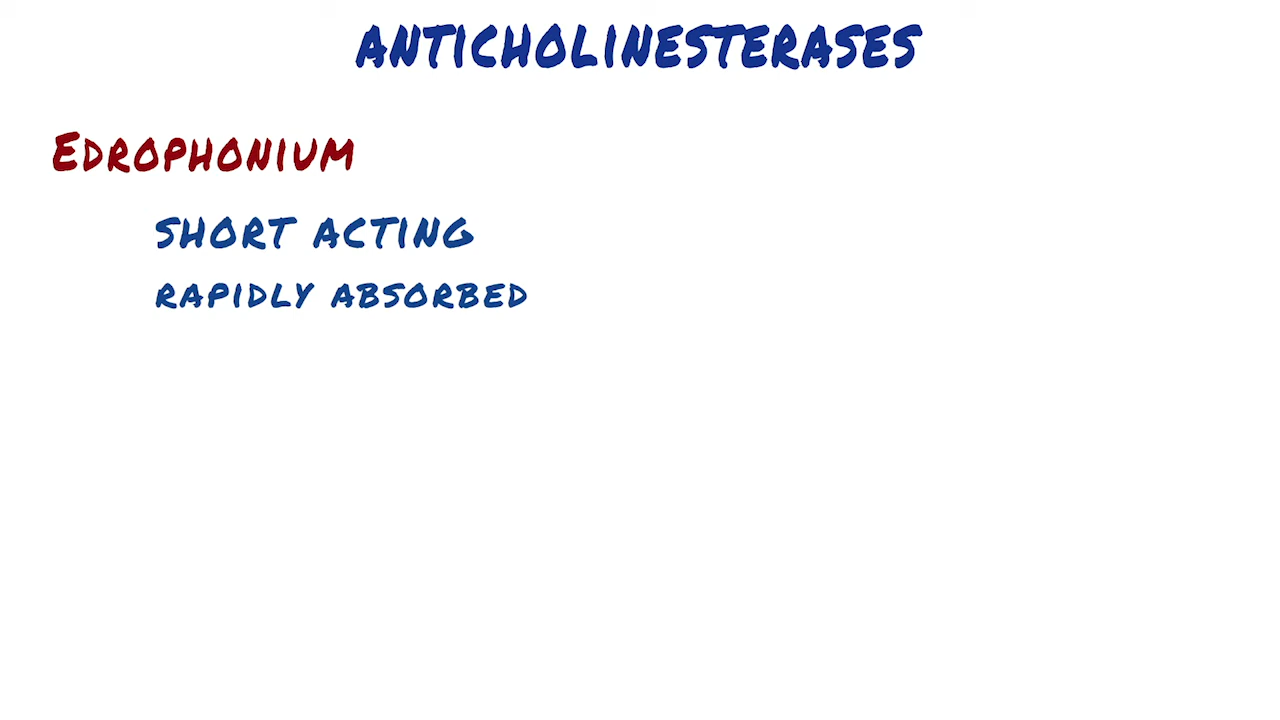 ANTICHOLINESTERASES
EDROPHONIUM
SHORT ACTING
RAPIDLY ABSORBED